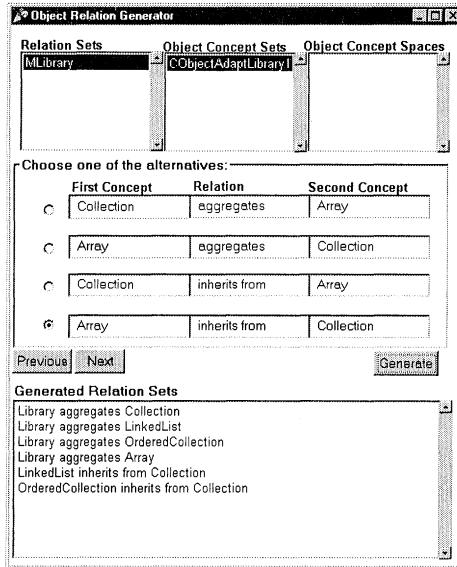 Object Relation Generator
Relation Sets Object Concept Sets Object Concept Spaces
MLibrary CObjectAdaptLibrary1
Choose one of the alternatives:
First Concept Relation Second Concept
Collection aggregates Array
Array aggregates Collection
Collection inherits from Array
Array inherits from Collection
Previous Next Generate
Generated Relation Sets
Library aggregates Collection
Library aggregates LinkedList
Library aggregates OrderedCollection
Library aggregates Array
LinkedList inherits from Collection
OrderedCollection inherits from Collection